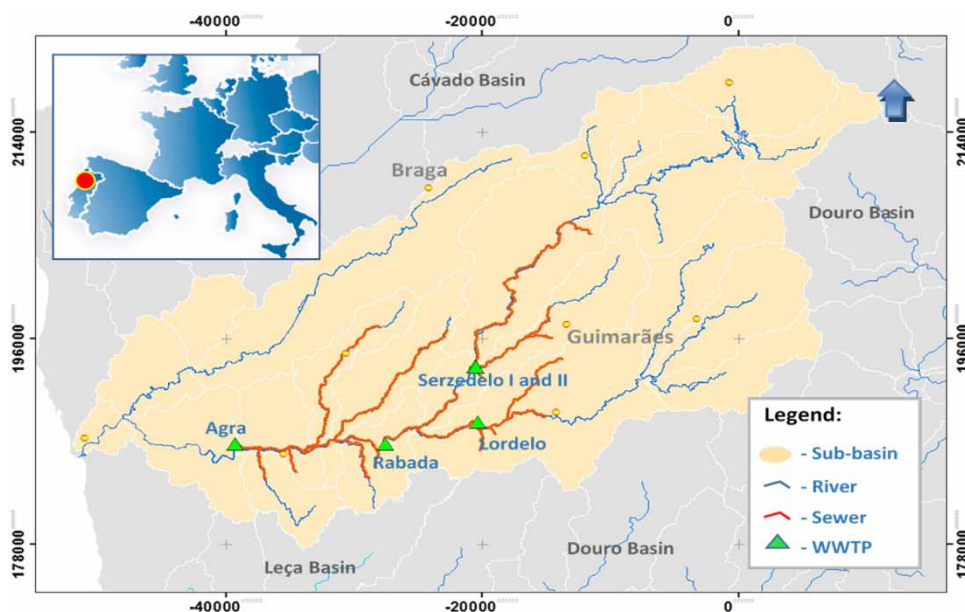 -40000 -20000 0
Cávado Basin
214000
214000
Braga
Douro Basin
196000
Guimarães
196000
Serzedelo I and II
Agra
Rabada
Lordelo
Legend:
- Sub-basin
- River
- Sewer
- WWTP
178000
178000
Leça Basin
Douro Basin
-40000 -20000 0